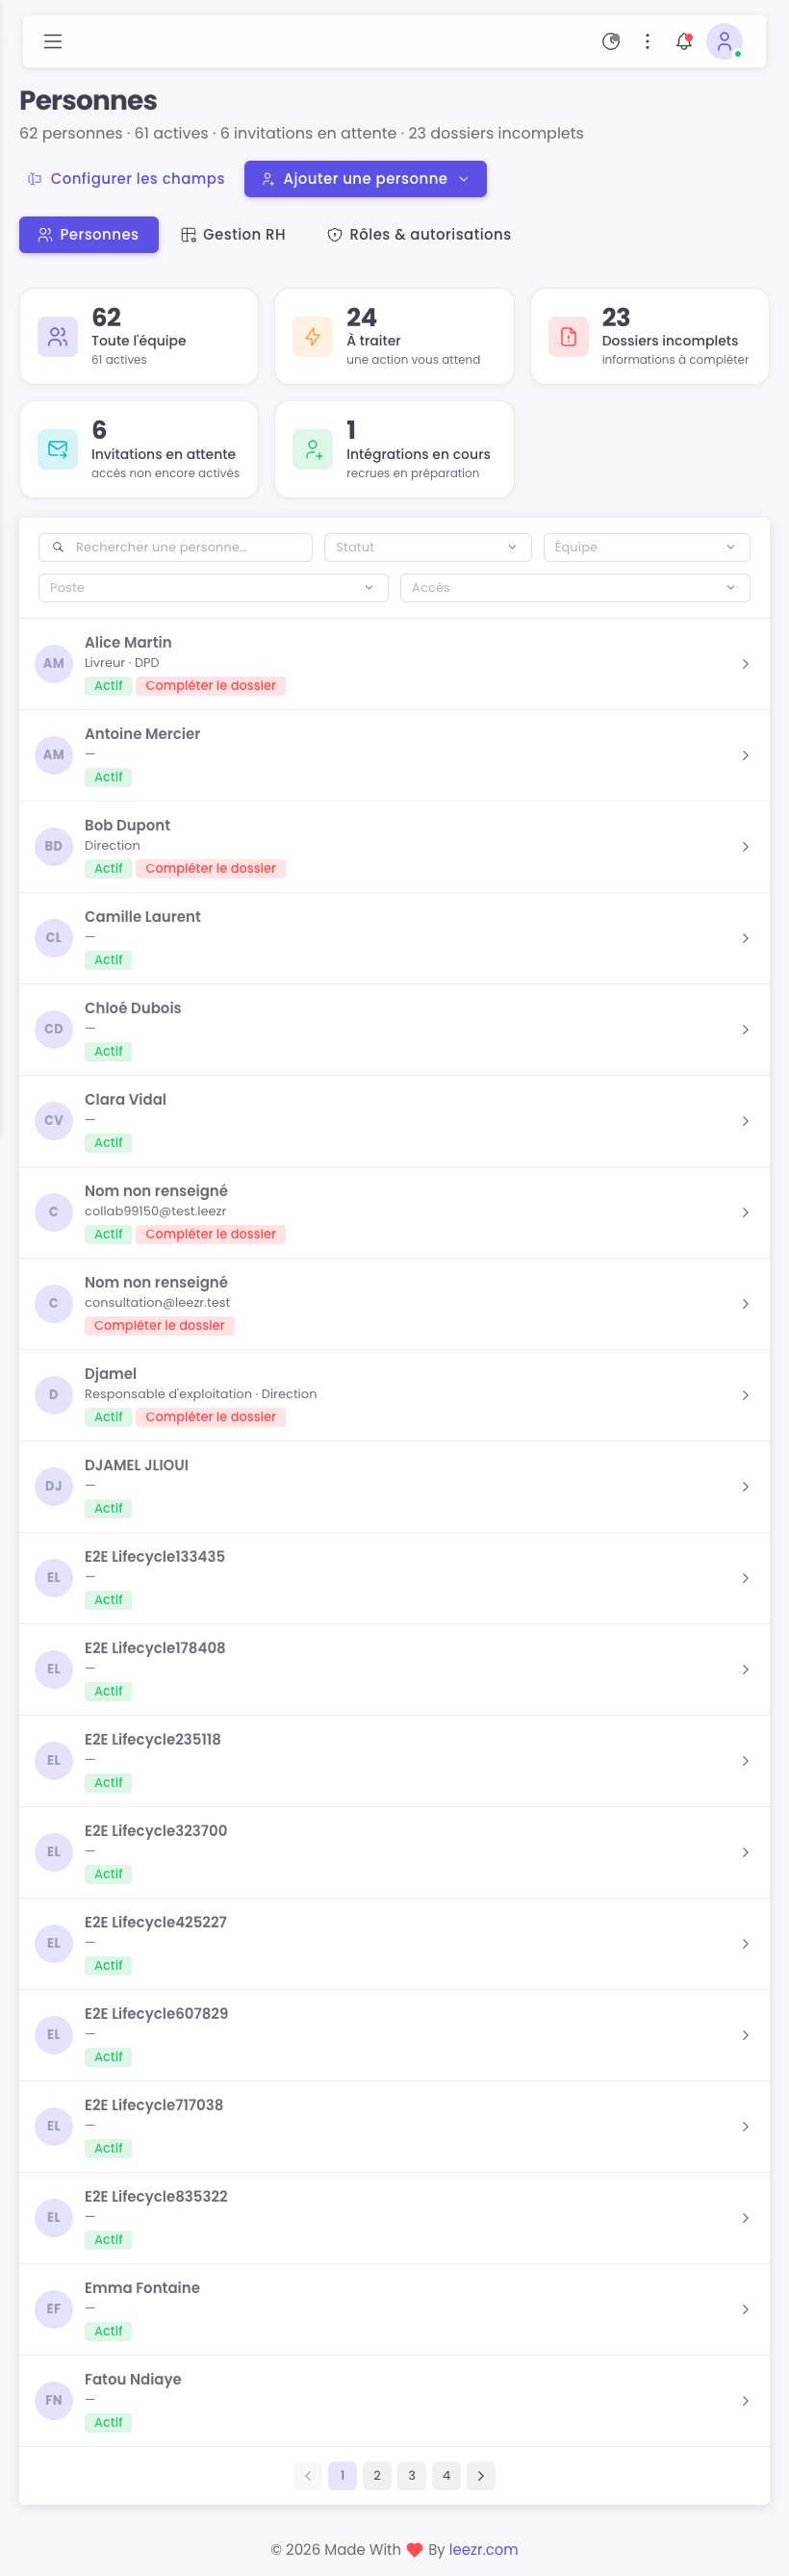 Personnes
62 personnes · 61 actives · 6 invitations en attente · 23 dossiers incomplets
Configurer les champs
Ajouter une personne
Personnes
Gestion RH
Rôles & autorisations
62
Toute l'équipe
61 actives
24
À traiter
une action vous attend
23
Dossiers incomplets
informations à compléter
6
Invitations en attente
accès non encore activés
1
Intégrations en cours
recrues en préparation
Rechercher une personne…
Statut
Équipe
Poste
Accès
AM
Alice Martin
Livreur · DPD
Actif
Compléter le dossier
AM
Antoine Mercier
—
Actif
BD
Bob Dupont
Direction
Actif
Compléter le dossier
CL
Camille Laurent
—
Actif
CD
Chloé Dubois
—
Actif
CV
Clara Vidal
—
Actif
C
Nom non renseigné
collab99150@test.leezr
Actif
Compléter le dossier
C
Nom non renseigné
consultation@leezr.test
Compléter le dossier
D
Djamel
Responsable d'exploitation · Direction
Actif
Compléter le dossier
DJ
DJAMEL JLIOUI
—
Actif
EL
E2E Lifecycle133435
—
Actif
EL
E2E Lifecycle178408
—
Actif
EL
E2E Lifecycle235118
—
Actif
EL
E2E Lifecycle323700
—
Actif
EL
E2E Lifecycle425227
—
Actif
EL
E2E Lifecycle607829
—
Actif
EL
E2E Lifecycle717038
—
Actif
EL
E2E Lifecycle835322
—
Actif
EF
Emma Fontaine
—
Actif
FN
Fatou Ndiaye
—
Actif
1 2 3 4
© 2026 Made With ❤ By leezr.com